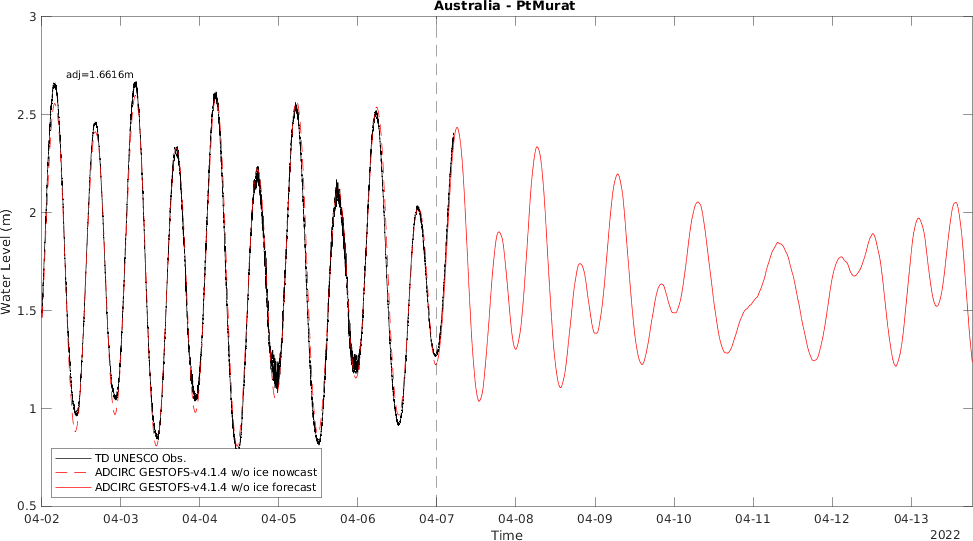 Australia - PtMurat
adj=1.6616m
3
2.5
2
1.5
1
0.5
Water Level (m)
TD UNESCO Obs.
ADCIRC GESTOFS-v4.1.4 w/o ice nowcast
ADCIRC GESTOFS-v4.1.4 w/o ice forecast
04-02 04-03 04-04 04-05 04-06 04-07 04-08 04-09 04-10 04-11 04-12 04-13
Time
2022